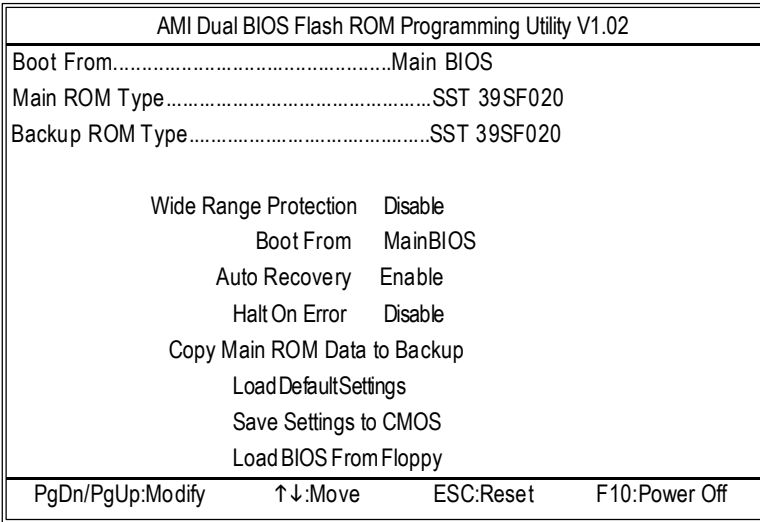 AMI Dual BIOS Flash ROM Programming Utility V1.02
Boot From.................................................Main BIOS
Main ROM Type................................................SST 39SF020
Backup ROM Type............................................SST 39SF020
Wide Range Protection Disable
Boot From MainBIOS
Auto Recovery Enable
Halt On Error Disable
Copy Main ROM Data to Backup
Load Default Settings
Save Settings to CMOS
Load BIOS From Floppy
PgDn/PgUp:Modify ↑↓:Move ESC:Reset F10:Power Off